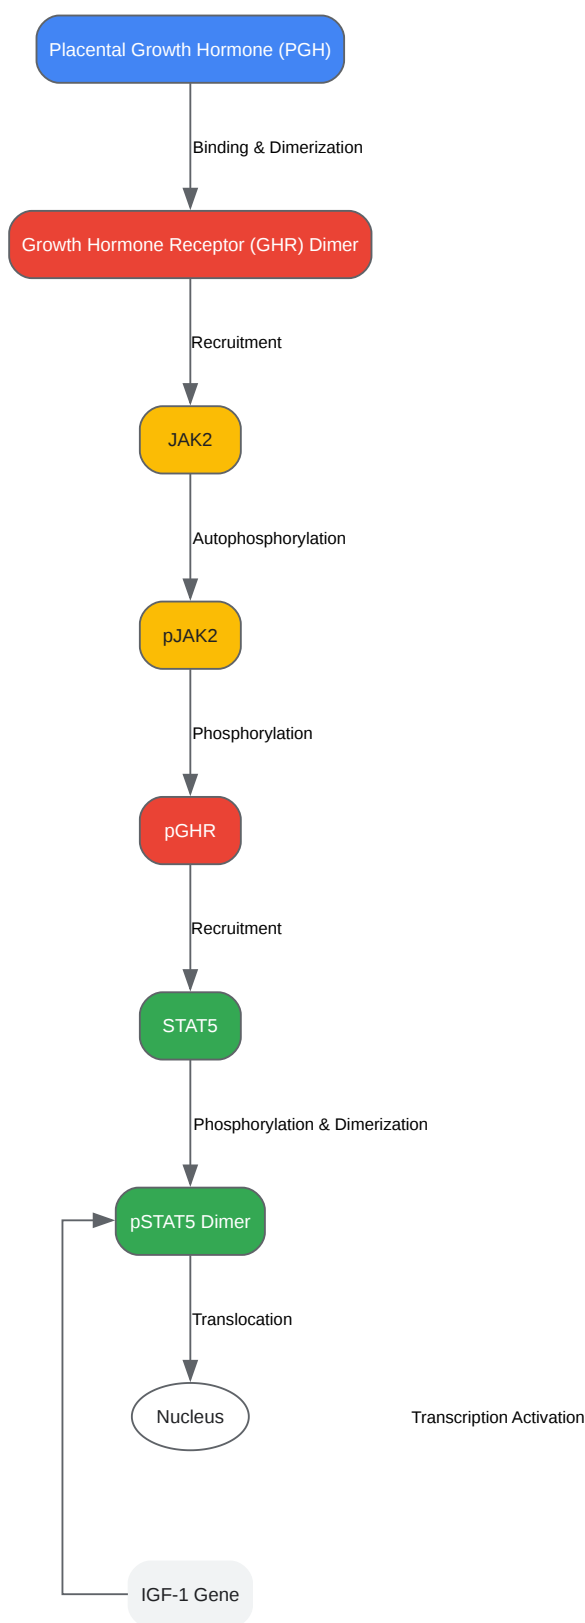 Placental Growth Hormone (PGH)
Binding & Dimerization
Growth Hormone Receptor (GHR) Dimer
Recruitment
JAK2
Autophosphorylation
pJAK2
Phosphorylation
pGHR
Recruitment
STAT5
Phosphorylation & Dimerization
pSTAT5 Dimer
Translocation
Nucleus
Transcription Activation
IGF-1 Gene